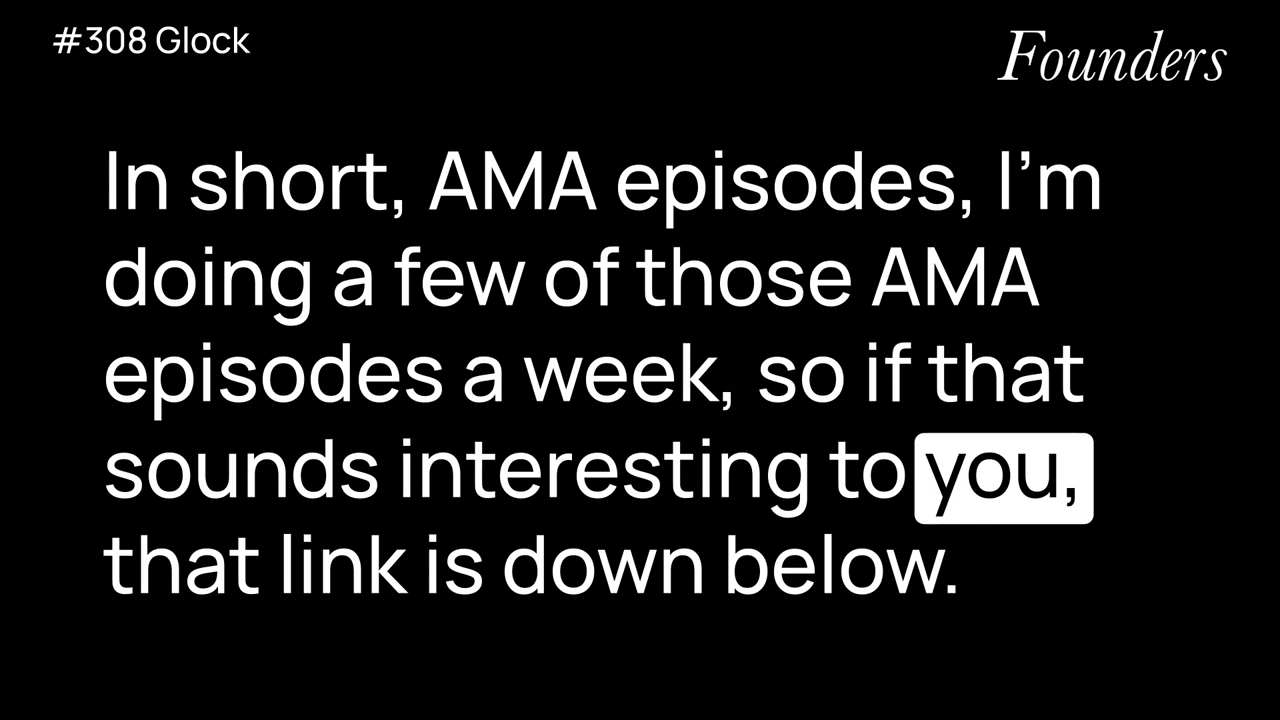 #308 Glock
Founders
In short, AMA episodes, I’m
doing a few of those AMA
episodes a week, so if that
sounds interesting to you,
that link is down below.